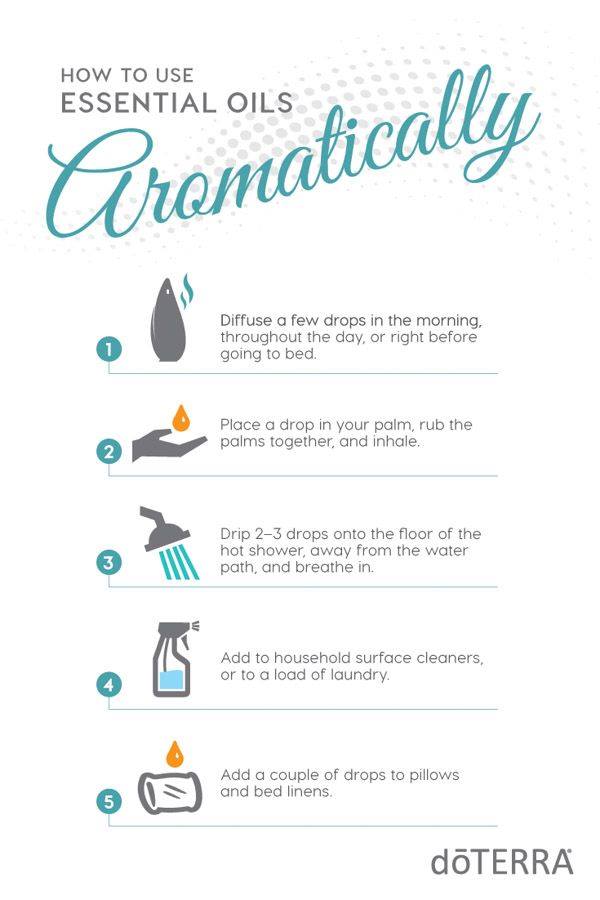 HOW TO USE
ESSENTIAL OILS
Aromatically
1
Diffuse a few drops in the morning,
throughout the day, or right before
going to bed.
2
Place a drop in your palm, rub the
palms together, and inhale.
3
Drip 2–3 drops onto the floor of the
hot shower, away from the water
path, and breathe in.
4
Add to household surface cleaners,
or to a load of laundry.
5
Add a couple of drops to pillows
and bed linens.
dōTERRA®